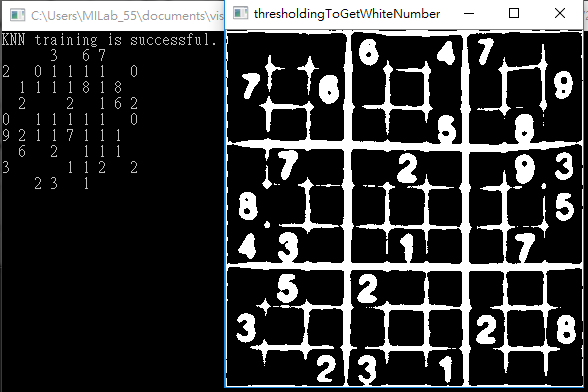 C:\Users\MILab_55\documents\vis
KNN training is successful.
3 6 7
2 0 1 1 1 1 0
1 1 1 1 8 1 8
2 2 1 6 2
0 1 1 1 1 1 0
9 2 1 1 7 1 1 1
6 2 1 1 1
3 1 1 2 2
2 3 1
thresholdingToGetWhiteNumber
6 4 7
7 6 9
6 8
7 2 9 3
8 5
4 3 1 7
5 2
3 2 8
2 3 1